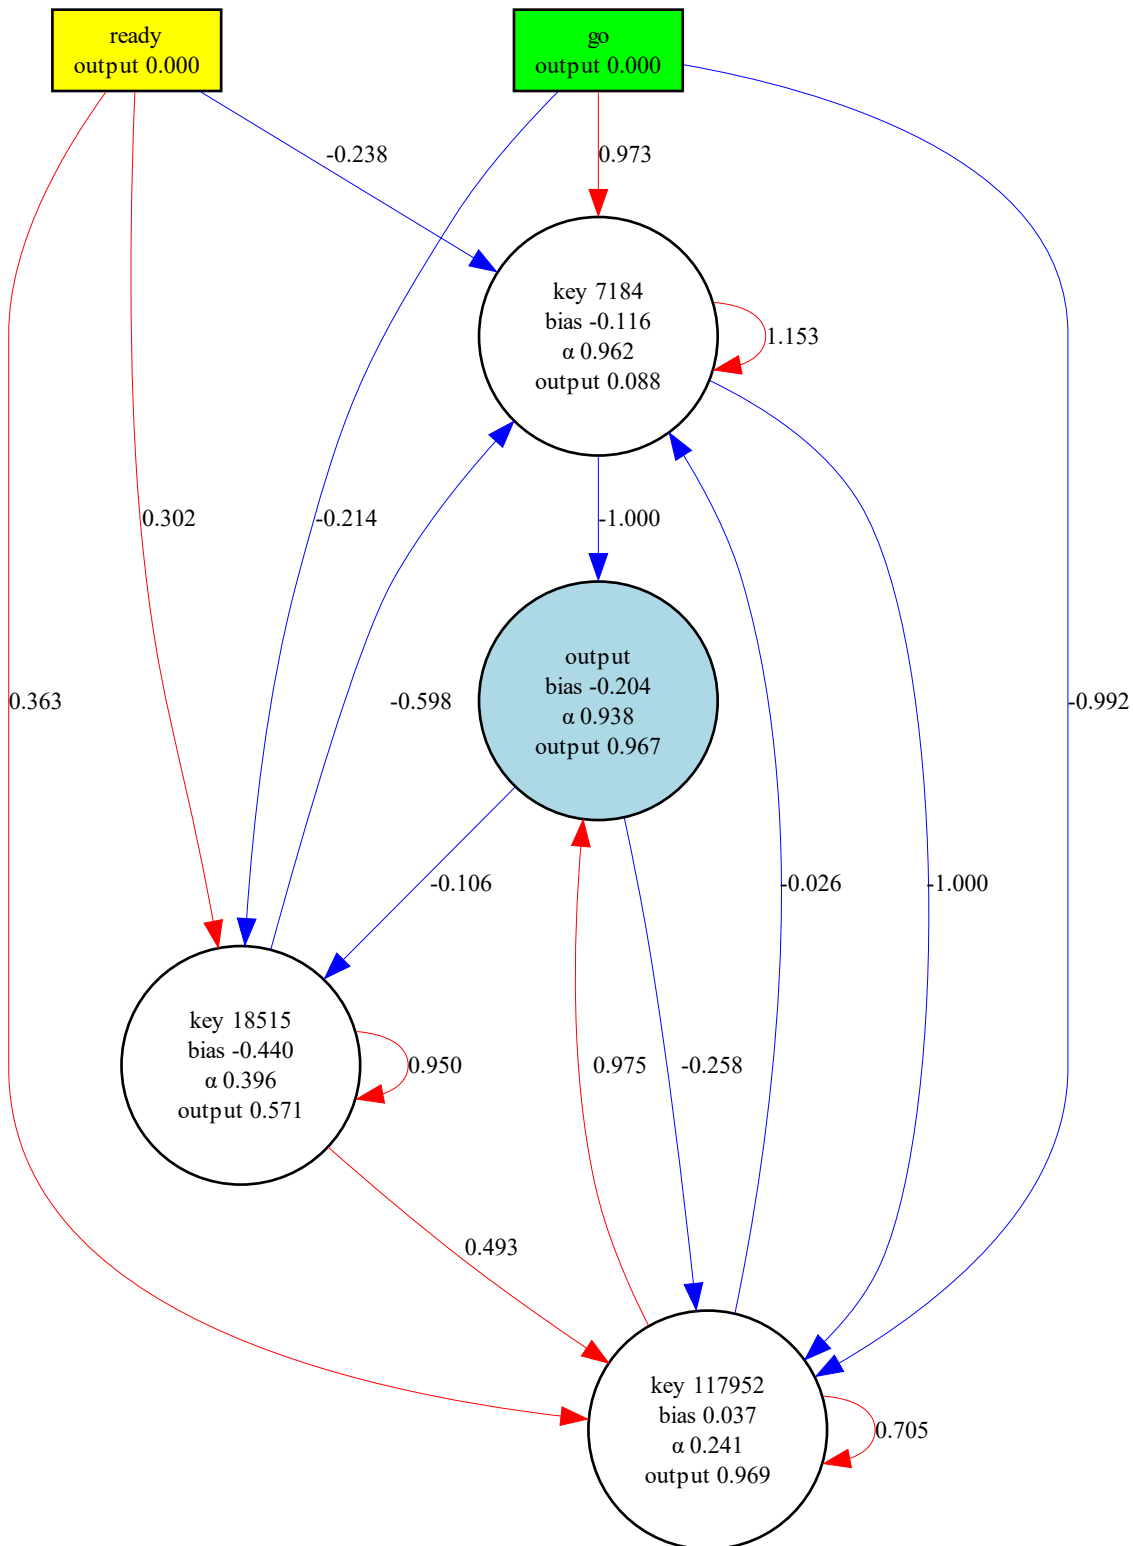 ready
output 0.000
go
output 0.000
-0.238
0.973
key 7184
bias -0.116
α 0.962
output 0.088
1.153
0.302
-0.214
-1.000
output
bias -0.204
α 0.938
output 0.967
0.363
-0.598
-0.992
-0.106
-0.026
-1.000
key 18515
bias -0.440
α 0.396
output 0.571
0.950
0.975
-0.258
0.493
key 117952
bias 0.037
α 0.241
output 0.969
0.705